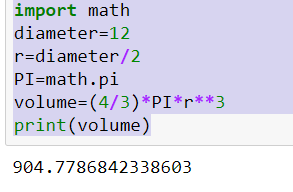 import math
diameter=12
r=diameter/2
PI=math.pi
volume=(4/3)*PI*r**3
print(volume)
904.7786842338603